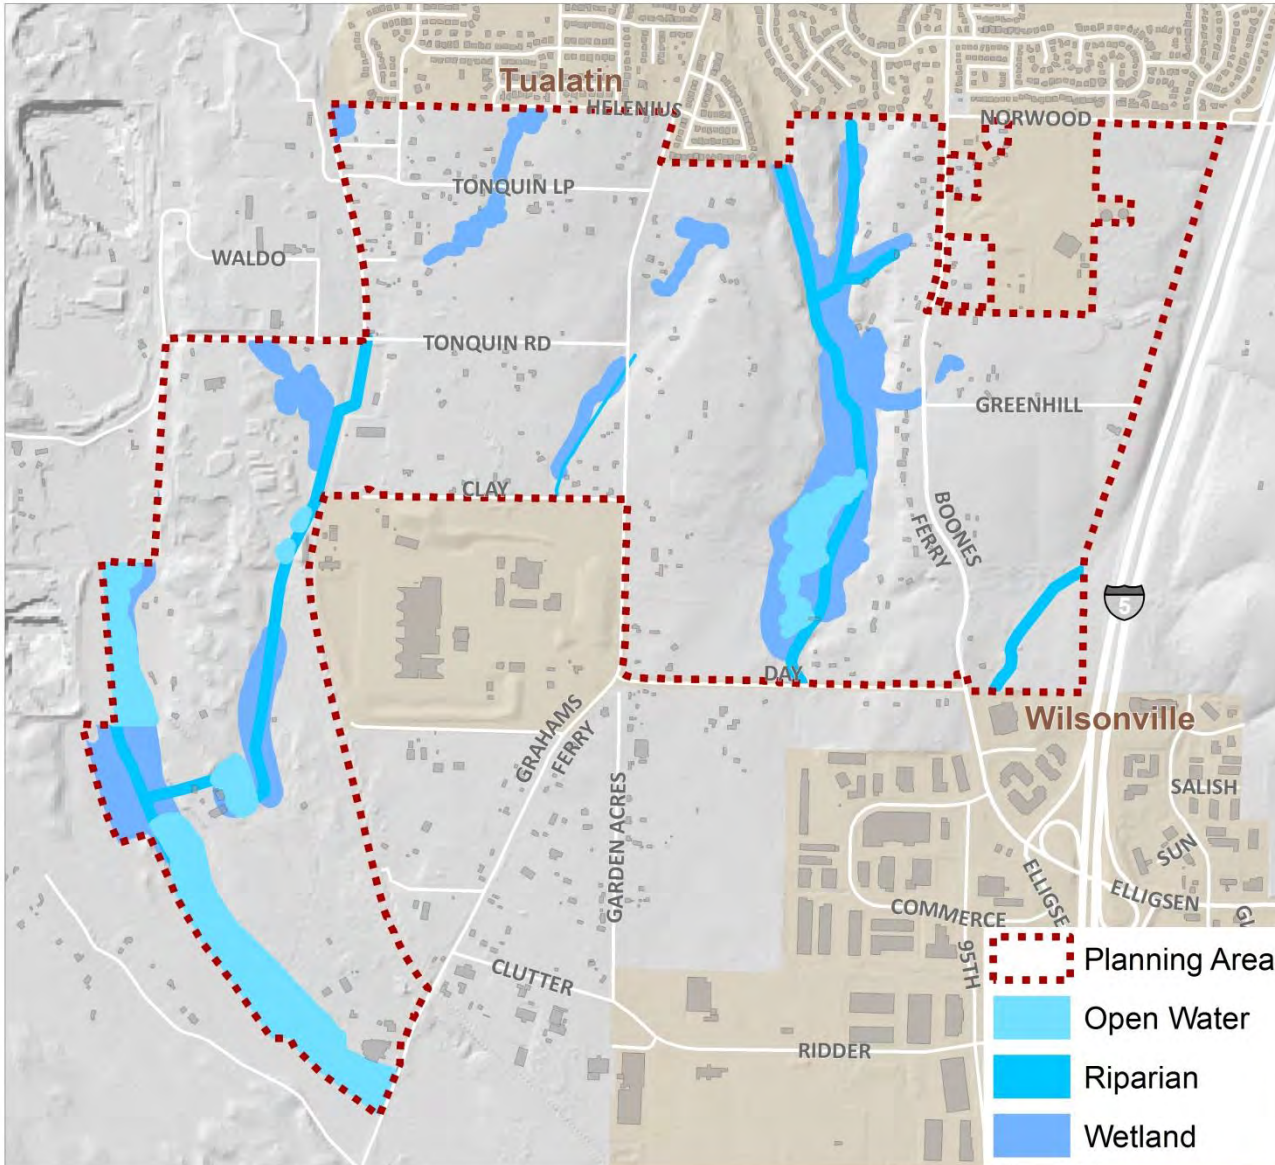 Tualatin
HELENIUS
NORWOOD
TONQUIN LP
WALDO
TONQUIN RD
GREENHILL
CLAY
BOONES
FERRY
5
DAY
Wilsonville
GRAHAMS
FERRY
GARDEN ACRES
SALISH
SUN
ELLIGSEN
ELLIGSE
COMMERCE
95TH
CLUTTER
RIDDER
Planning Area
Open Water
Riparian
Wetland